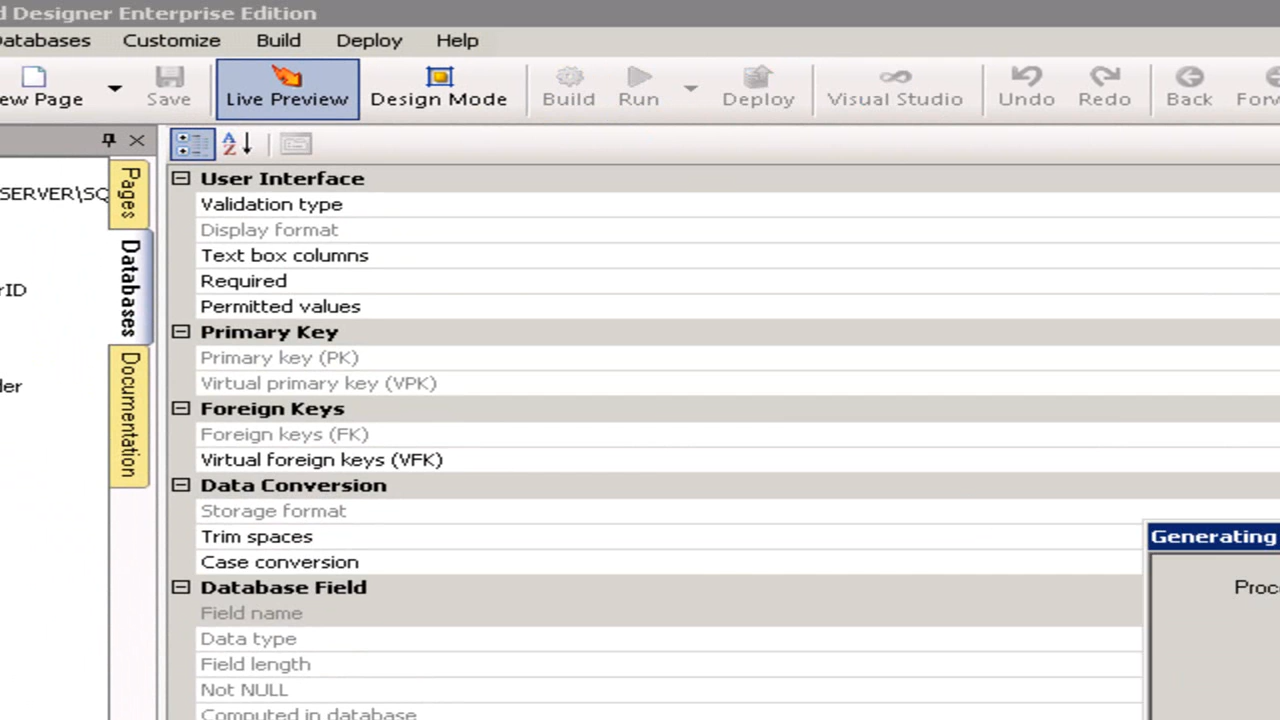 d Designer Enterprise Edition
atabases Customize Build Deploy Help
ew Page Save Live Preview Design Mode Build Run Deploy Visual Studio Undo Redo Back Forw
SERVER\SQ
rID
der
Pages
Databases
Documentation
User Interface
Validation type
Display format
Text box columns
Required
Permitted values
Primary Key
Primary key (PK)
Virtual primary key (VPK)
Foreign Keys
Foreign keys (FK)
Virtual foreign keys (VFK)
Data Conversion
Storage format
Trim spaces
Case conversion
Database Field
Field name
Data type
Field length
Not NULL
Computed in database
Generating
Proc